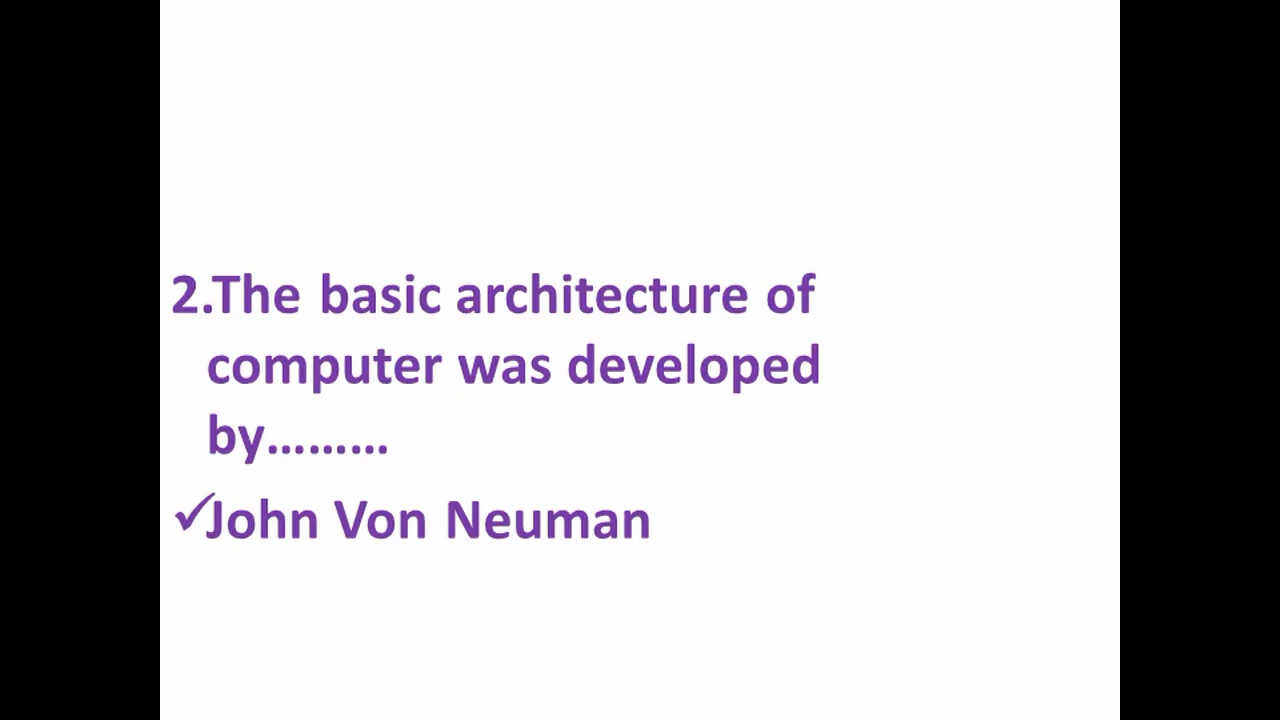 2.The basic architecture of
computer was developed
by.........
✓John Von Neuman